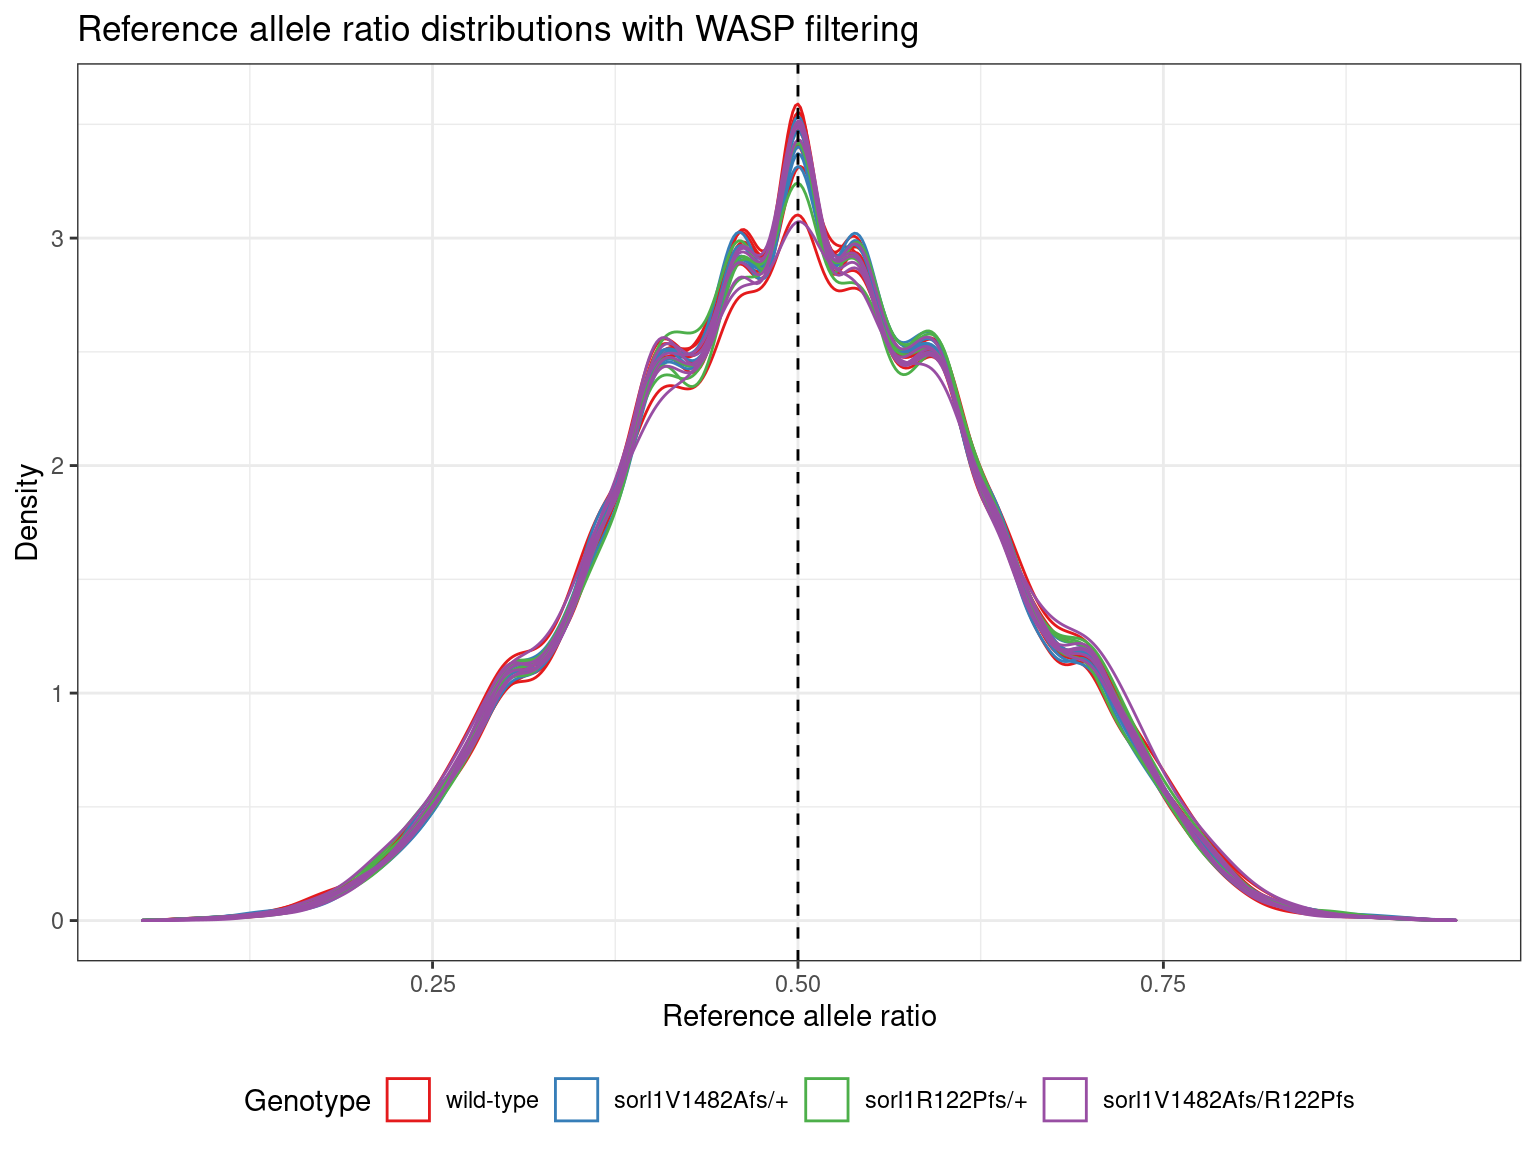 Reference allele ratio distributions with WASP filtering
Density
3
2
1
0
0.25 0.50 0.75
Reference allele ratio
Genotype wild-type sorl1V1482Afs/+ sorl1R122Pfs/+ sorl1V1482Afs/R122Pfs